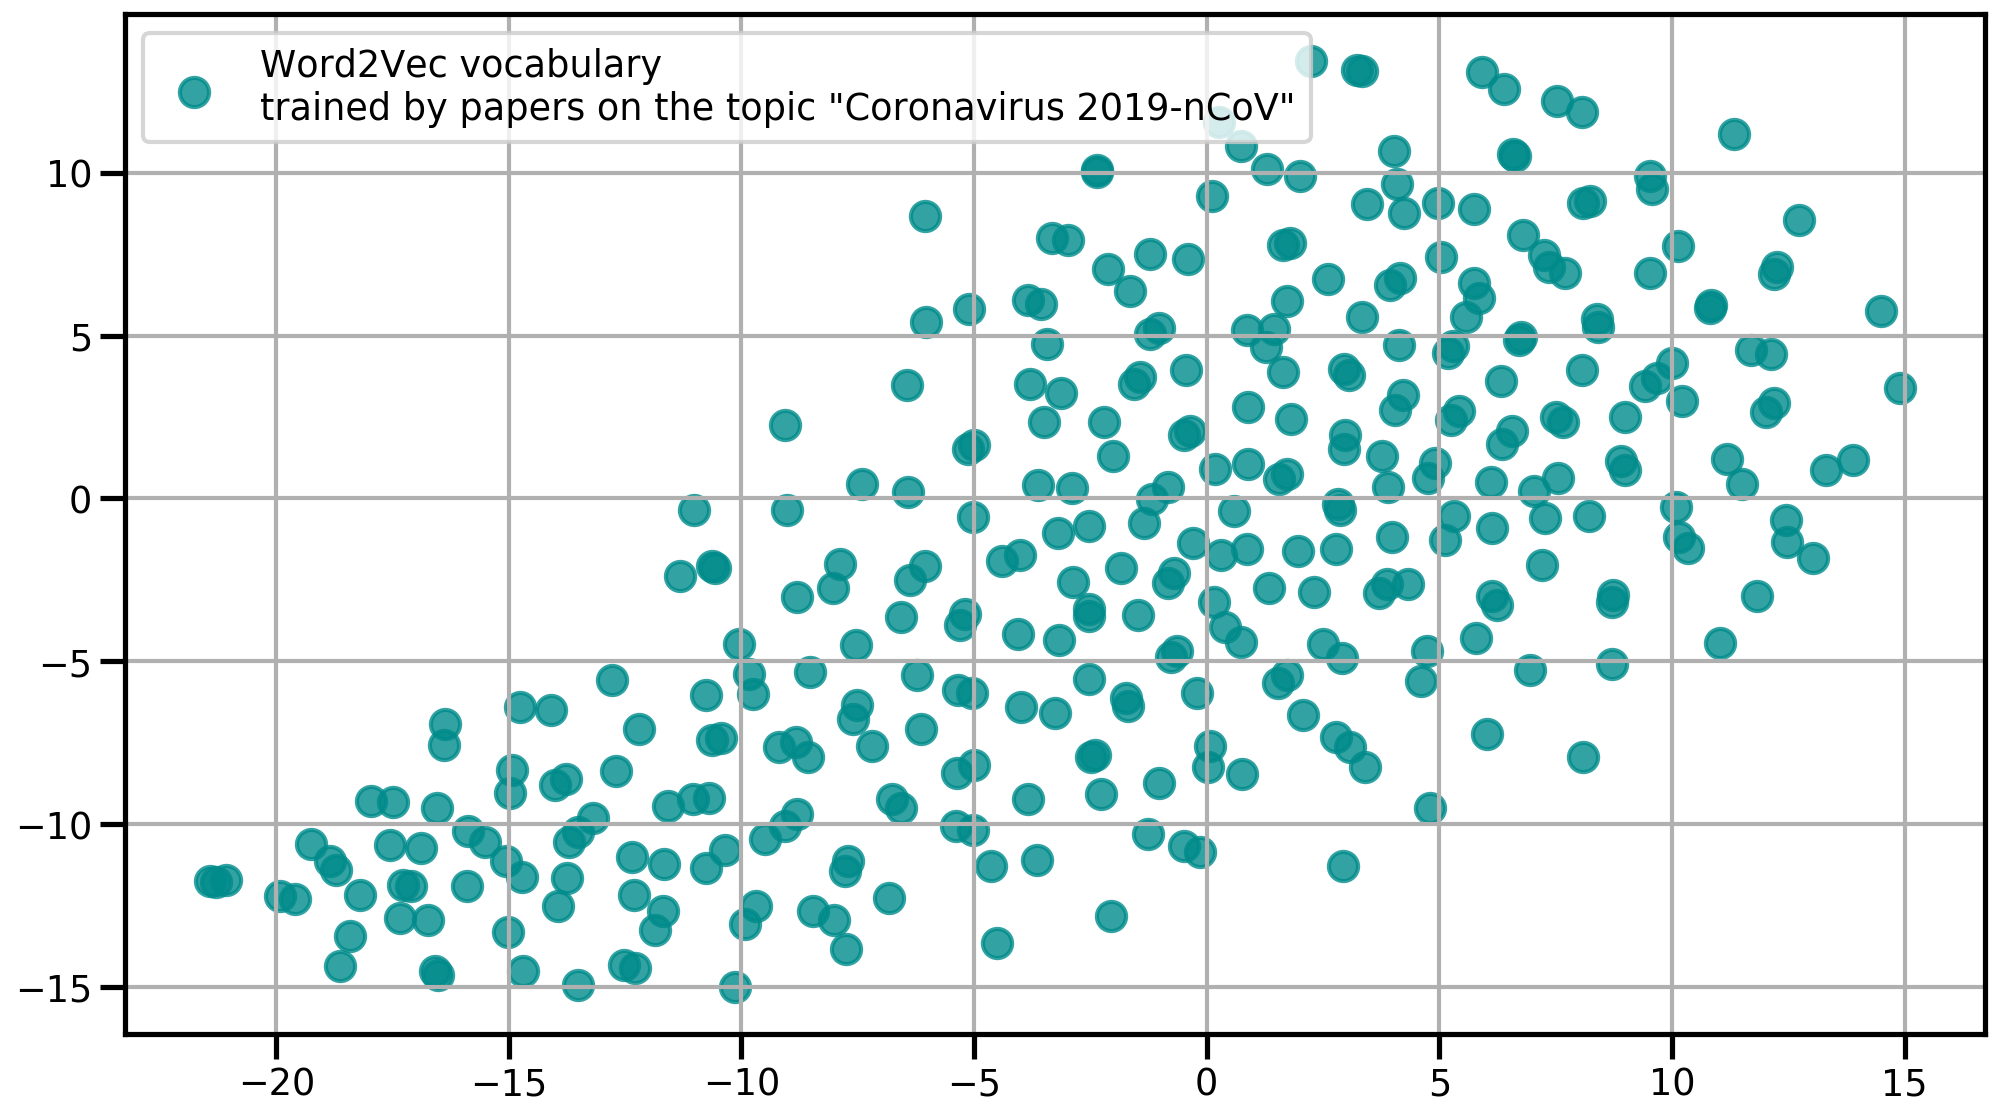 Word2Vec vocabulary
trained by papers on the topic "Coronavirus 2019-nCoV"
10
5
0
−5
−10
−15
−20 −15 −10 −5 0 5 10 15